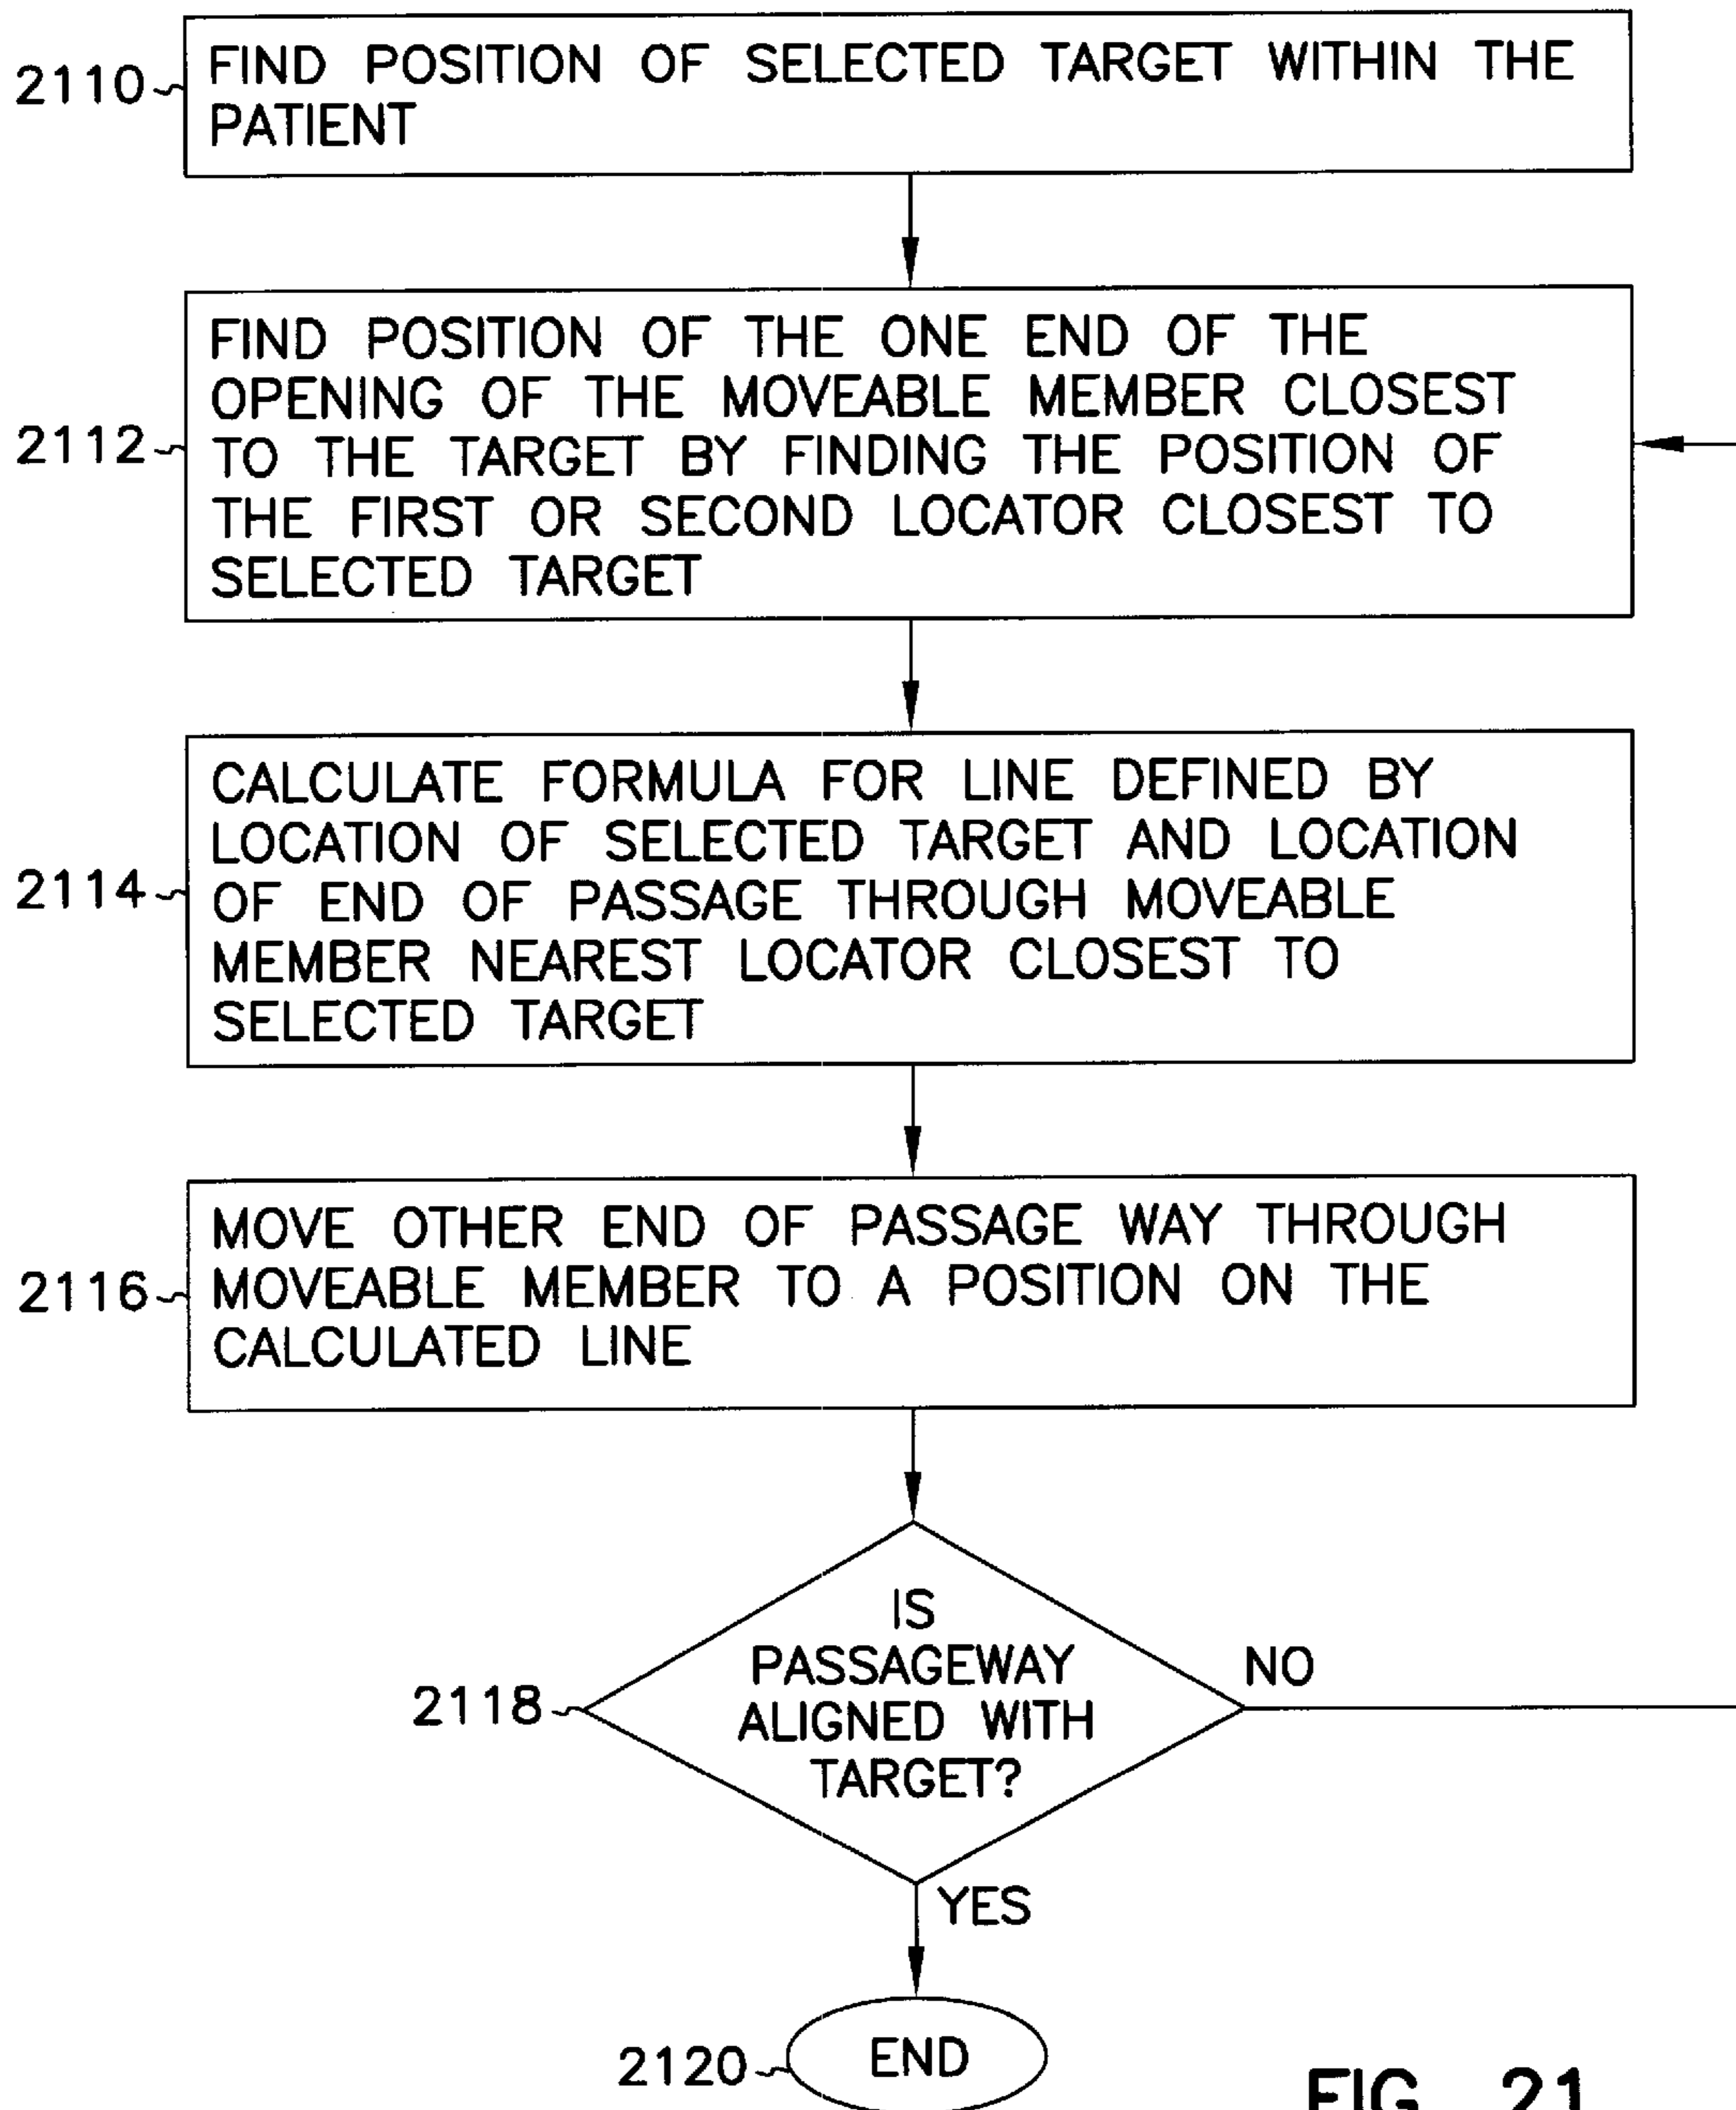 2110
FIND POSITION OF SELECTED TARGET WITHIN THE
PATIENT
2112
FIND POSITION OF THE ONE END OF THE
OPENING OF THE MOVEABLE MEMBER CLOSEST
TO THE TARGET BY FINDING THE POSITION OF
THE FIRST OR SECOND LOCATOR CLOSEST TO
SELECTED TARGET
2114
CALCULATE FORMULA FOR LINE DEFINED BY
LOCATION OF SELECTED TARGET AND LOCATION
OF END OF PASSAGE THROUGH MOVEABLE
MEMBER NEAREST LOCATOR CLOSEST TO
SELECTED TARGET
2116
MOVE OTHER END OF PASSAGE WAY THROUGH
MOVEABLE MEMBER TO A POSITION ON THE
CALCULATED LINE
2118
IS
PASSAGEWAY
ALIGNED WITH
TARGET?
NO
YES
2120
END
FIG. 21